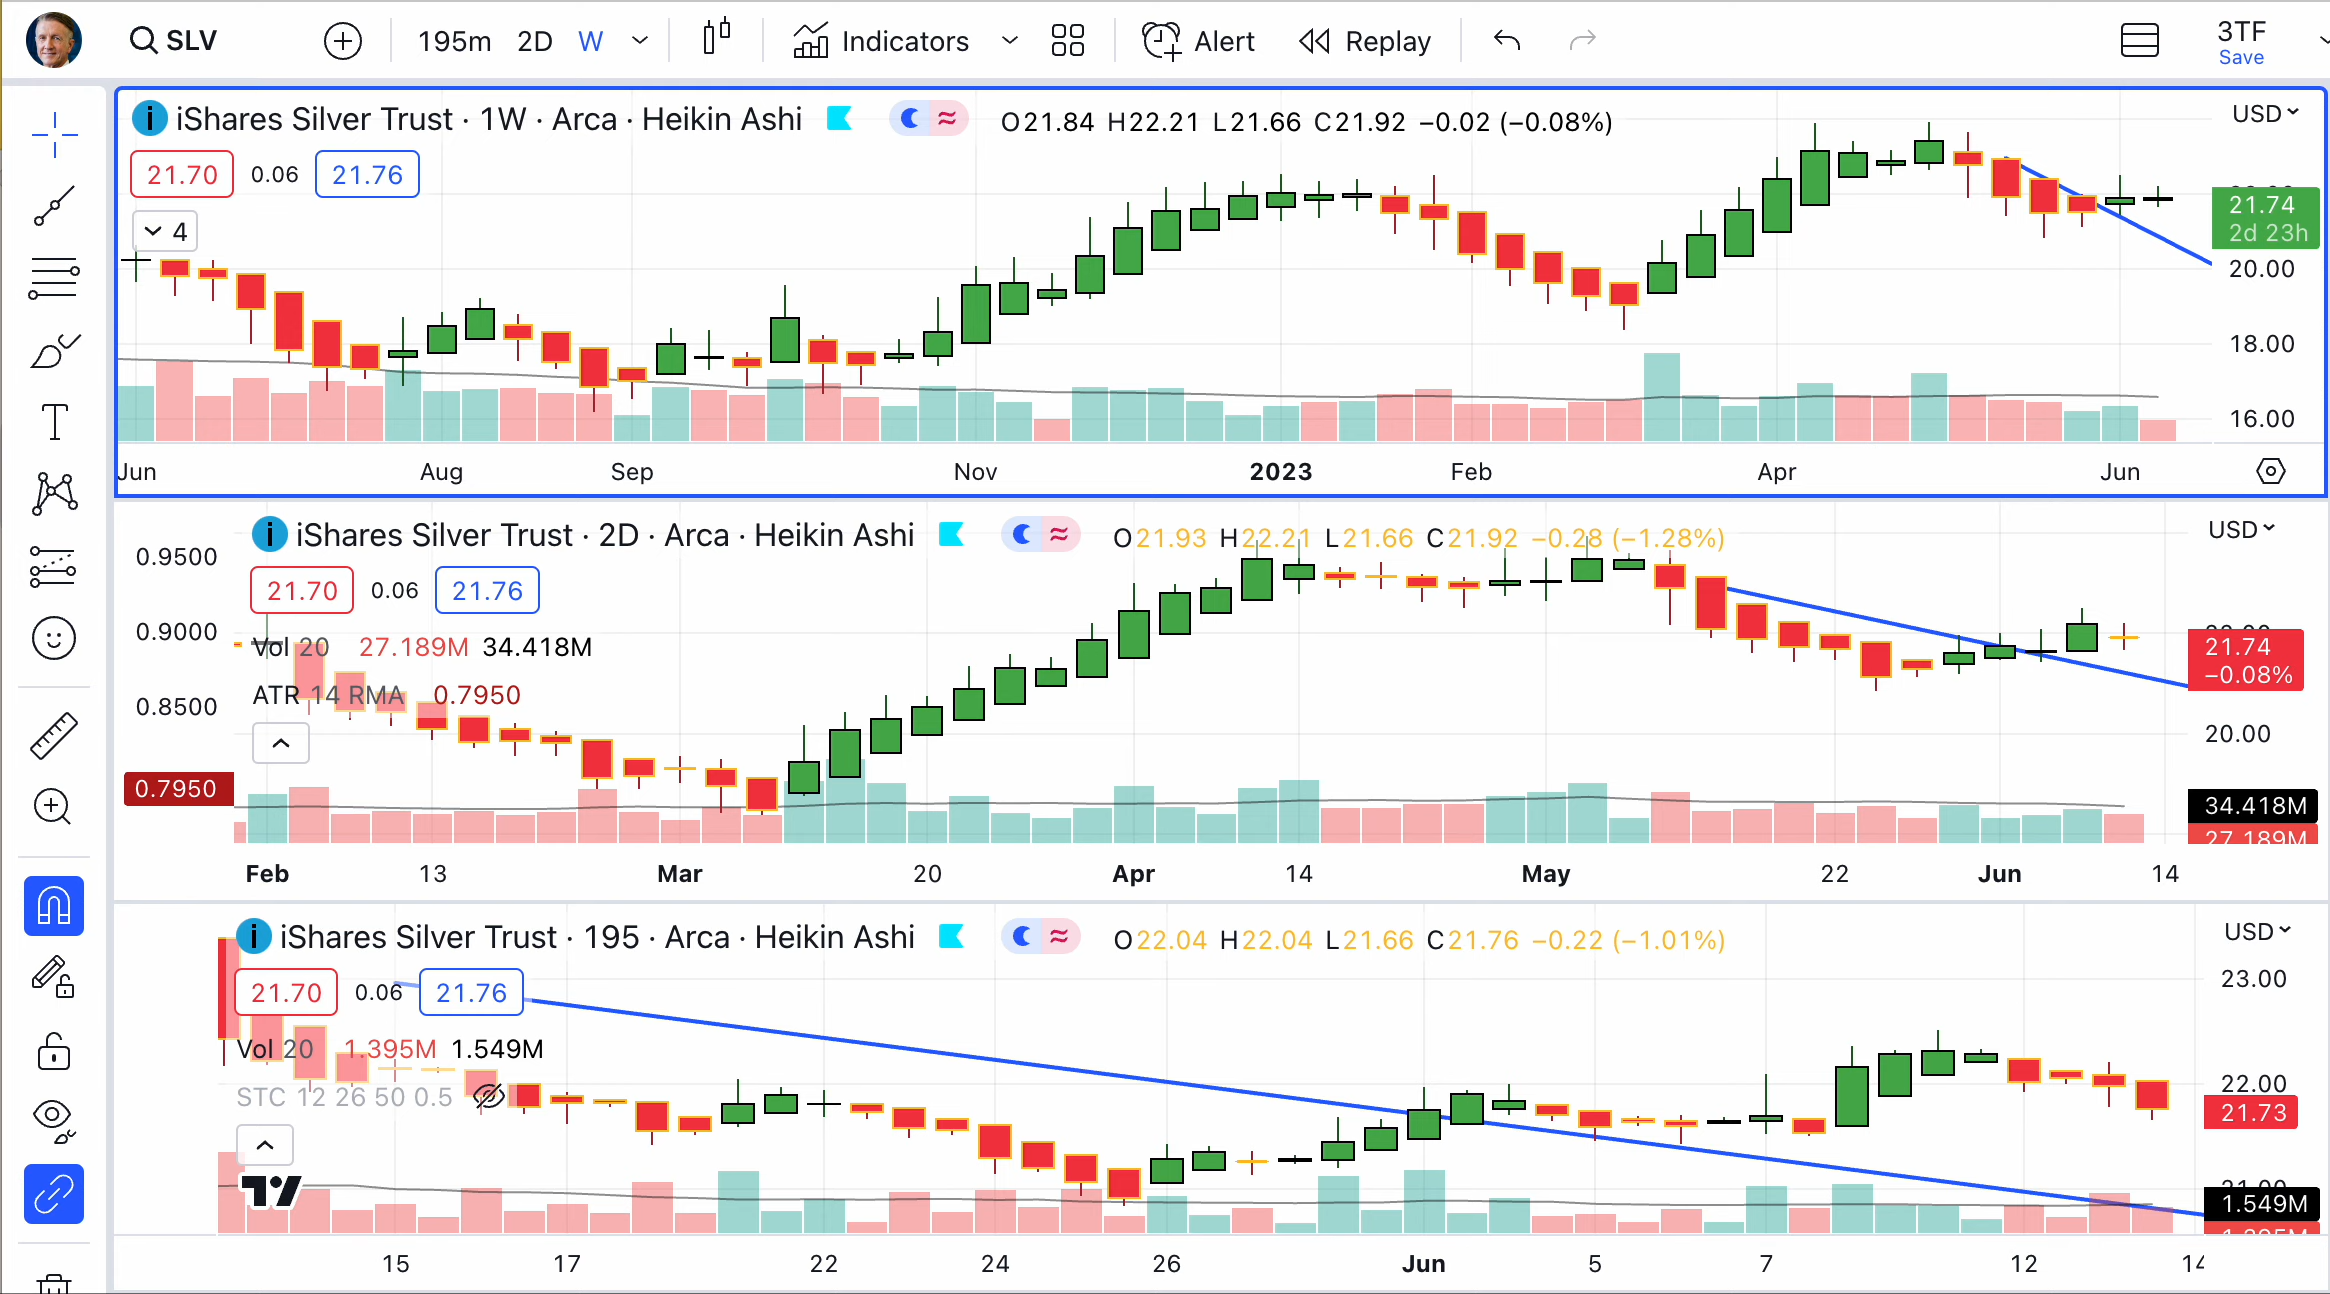 SLV 195m 2D W Indicators Alert Replay 3TF
Save
iShares Silver Trust · 1W · Arca · Heikin Ashi O21.84 H22.21 L21.66 C21.92 −0.02 (−0.08%) USD
21.70 0.06 21.76
4
21.74
2d 23h
20.00
18.00
16.00
Jun Aug Sep Nov 2023 Feb Apr Jun
iShares Silver Trust · 2D · Arca · Heikin Ashi O21.93 H22.21 L21.66 C21.92 −0.28 (−1.28%) USD
0.9500
21.70 0.06 21.76
0.9000
Vol 20 27.189M 34.418M
21.74
−0.08%
ATR 14 RMA 0.7950
0.8500
20.00
0.7950
34.418M
27.189M
Feb 13 Mar 20 Apr 14 May 22 Jun 14
iShares Silver Trust · 195 · Arca · Heikin Ashi O22.04 H22.04 L21.66 C21.76 −0.22 (−1.01%) USD
23.00
21.70 0.06 21.76
Vol 20 1.395M 1.549M
22.00
STC 12 26 50 0.5
21.73
1.549M
15 17 22 24 26 Jun 5 7 12 14